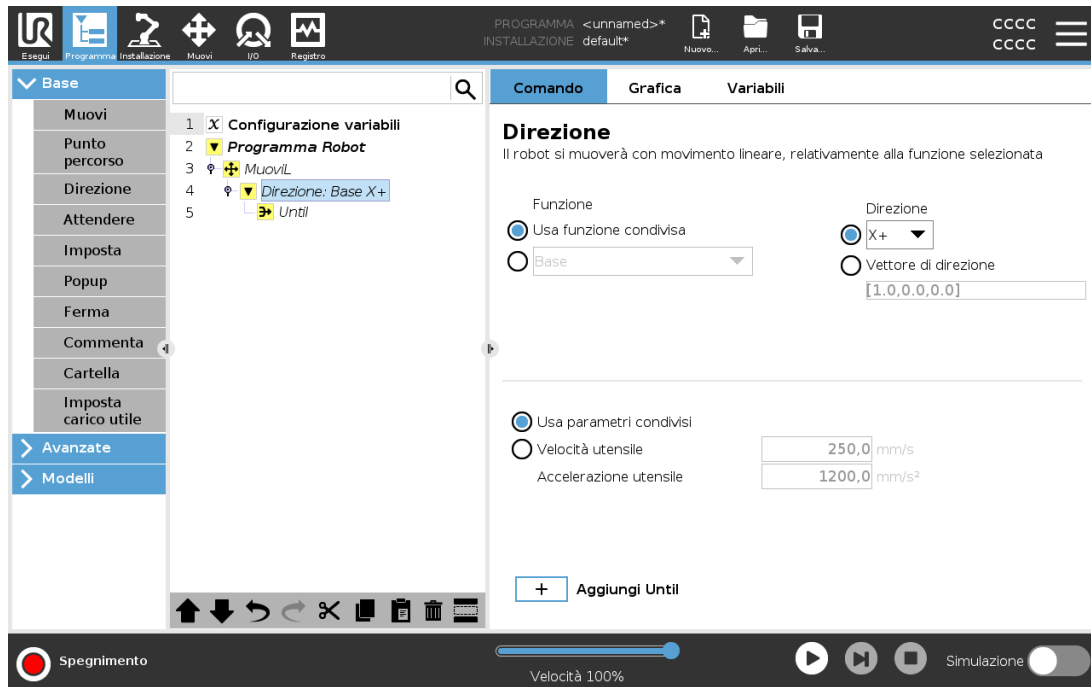 PROGRAMMA <unnamed>*
INSTALLAZIONE default*
Esegui
Programma
Installazione
Muovi
I/O
Registro
Nuovo...
Apri...
Salva...
CCCC
CCCC
Base
Muovi
Punto
percorso
Direzione
Attendere
Imposta
Popup
Ferma
Commenta
Cartella
Imposta
carico utile
Avanzate
Modelli
1 X Configurazione variabili
2 Programma Robot
3 MuoviL
4 Direzione: Base X+
5 Until
Comando Grafica Variabili
Direzione
Il robot si muoverà con movimento lineare, relativamente alla funzione selezionata
Funzione
Usa funzione condivisa
Base
Direzione
X+
Vettore di direzione
[1.0,0.0,0.0]
Usa parametri condivisi
Velocità utensile 250,0 mm/s
Accelerazione utensile 1200,0 mm/s²
+ Aggiungi Until
Spegnimento
Velocità 100%
Simulazione